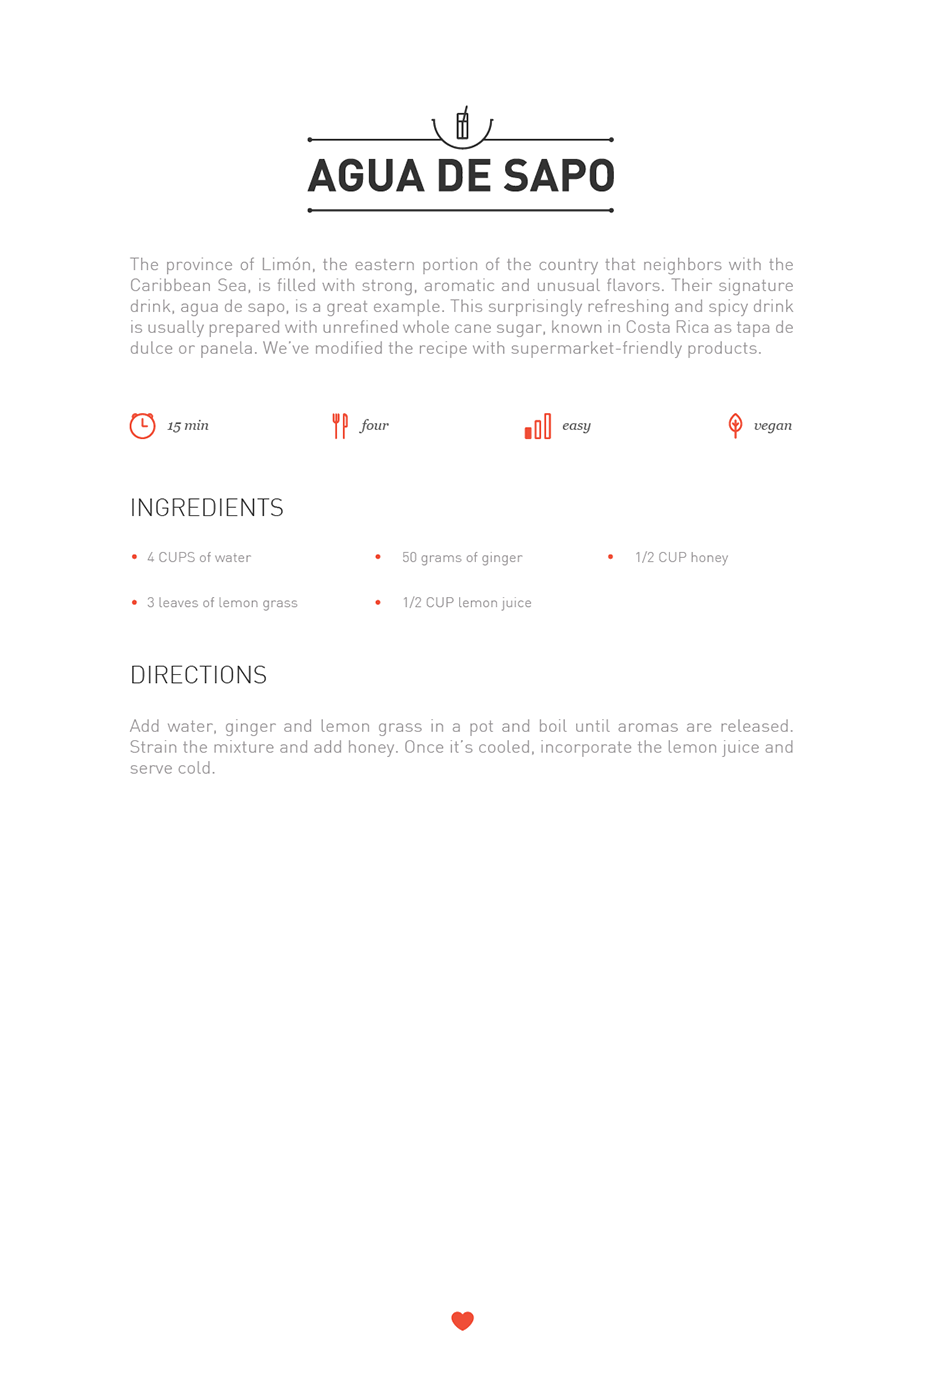 AGUA DE SAPO
The province of Limón, the eastern portion of the country that neighbors with the
Caribbean Sea, is filled with strong, aromatic and unusual flavors. Their signature
drink, agua de sapo, is a great example. This surprisingly refreshing and spicy drink
is usually prepared with unrefined whole cane sugar, known in Costa Rica as tapa de
dulce or panela. We've modified the recipe with supermarket-friendly products.
15 min four easy vegan
INGREDIENTS
• 4 CUPS of water • 50 grams of ginger • 1/2 CUP honey
• 3 leaves of lemon grass • 1/2 CUP lemon juice
DIRECTIONS
Add water, ginger and lemon grass in a pot and boil until aromas are released.
Strain the mixture and add honey. Once it's cooled, incorporate the lemon juice and
serve cold.